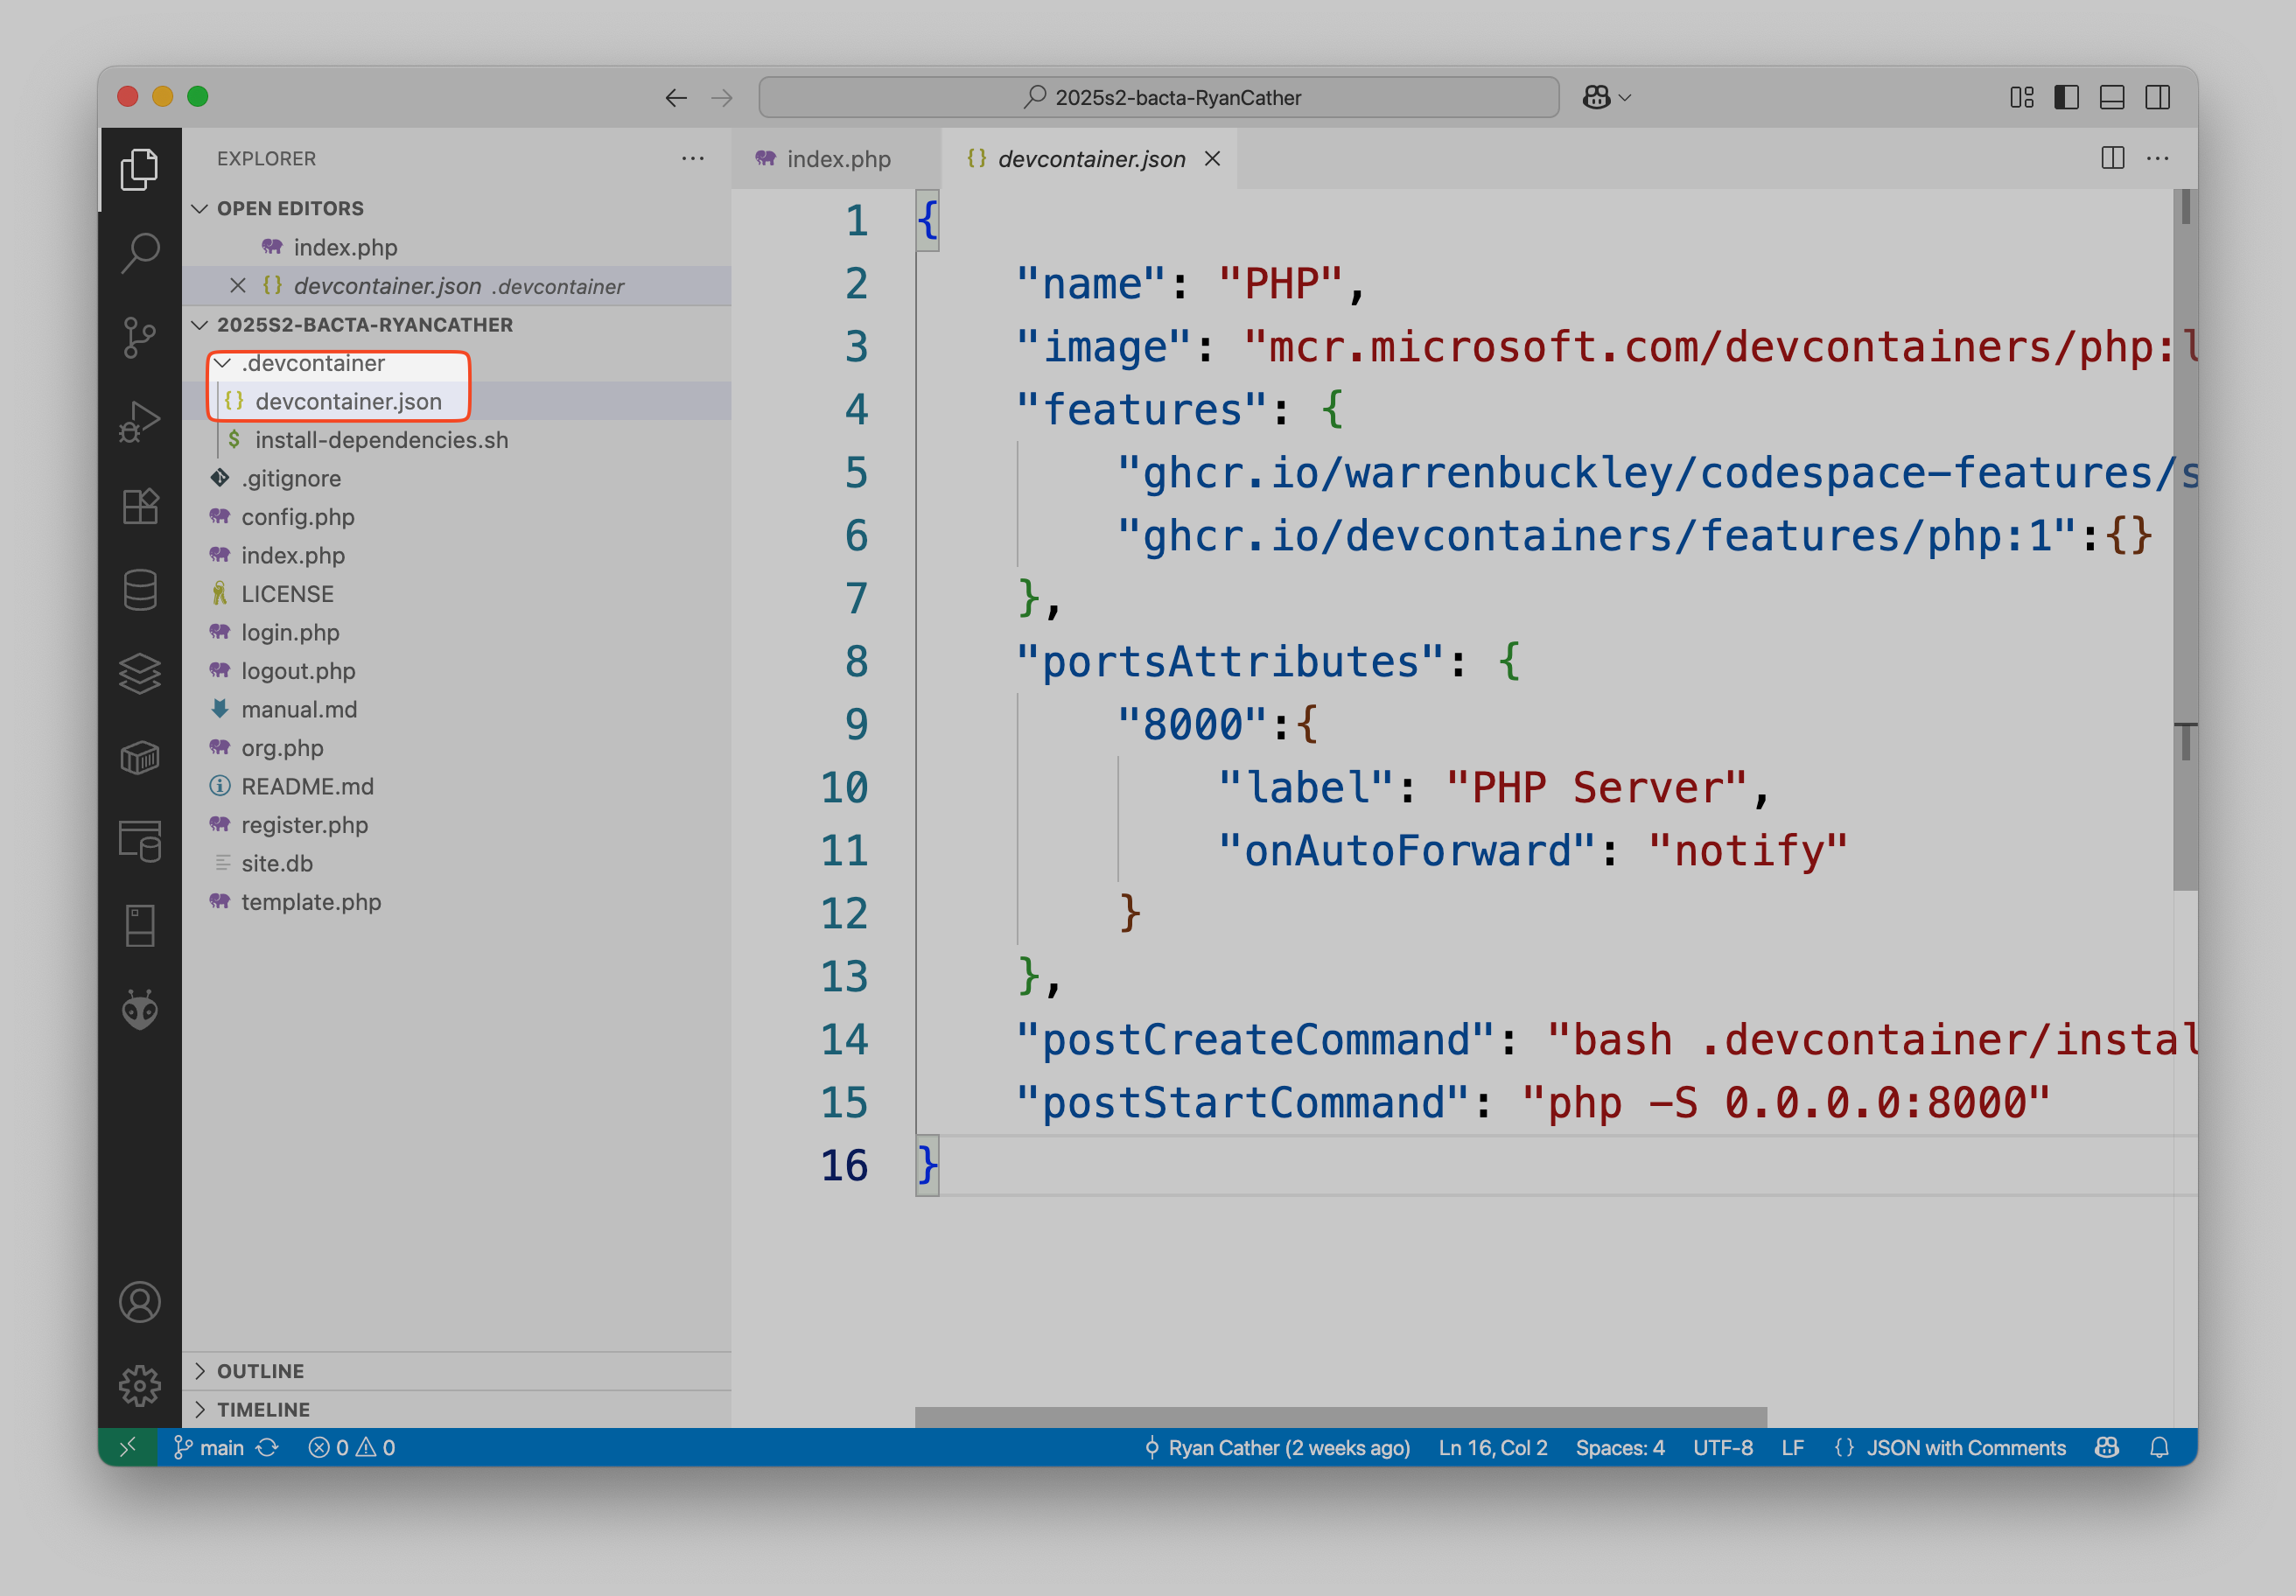 2025s2-bacta-RyanCather
EXPLORER
index.php
devcontainer.json
OPEN EDITORS
index.php
devcontainer.json .devcontainer
2025S2-BACTA-RYANCATHER
.devcontainer
devcontainer.json
install-dependencies.sh
.gitignore
config.php
index.php
LICENSE
login.php
logout.php
manual.md
org.php
README.md
register.php
site.db
template.php
OUTLINE
TIMELINE
1 {
2 "name": "PHP",
3 "image": "mcr.microsoft.com/devcontainers/php:l
4 "features": {
5 "ghcr.io/warrenbuckley/codespace-features/s
6 "ghcr.io/devcontainers/features/php:1":{}
7 },
8 "portsAttributes": {
9 "8000":{
10 "label": "PHP Server",
11 "onAutoForward": "notify"
12 }
13 },
14 "postCreateCommand": "bash .devcontainer/instal
15 "postStartCommand": "php -S 0.0.0.0:8000"
16 }
main 0 0 Ryan Cather (2 weeks ago) Ln 16, Col 2 Spaces: 4 UTF-8 LF {} JSON with Comments